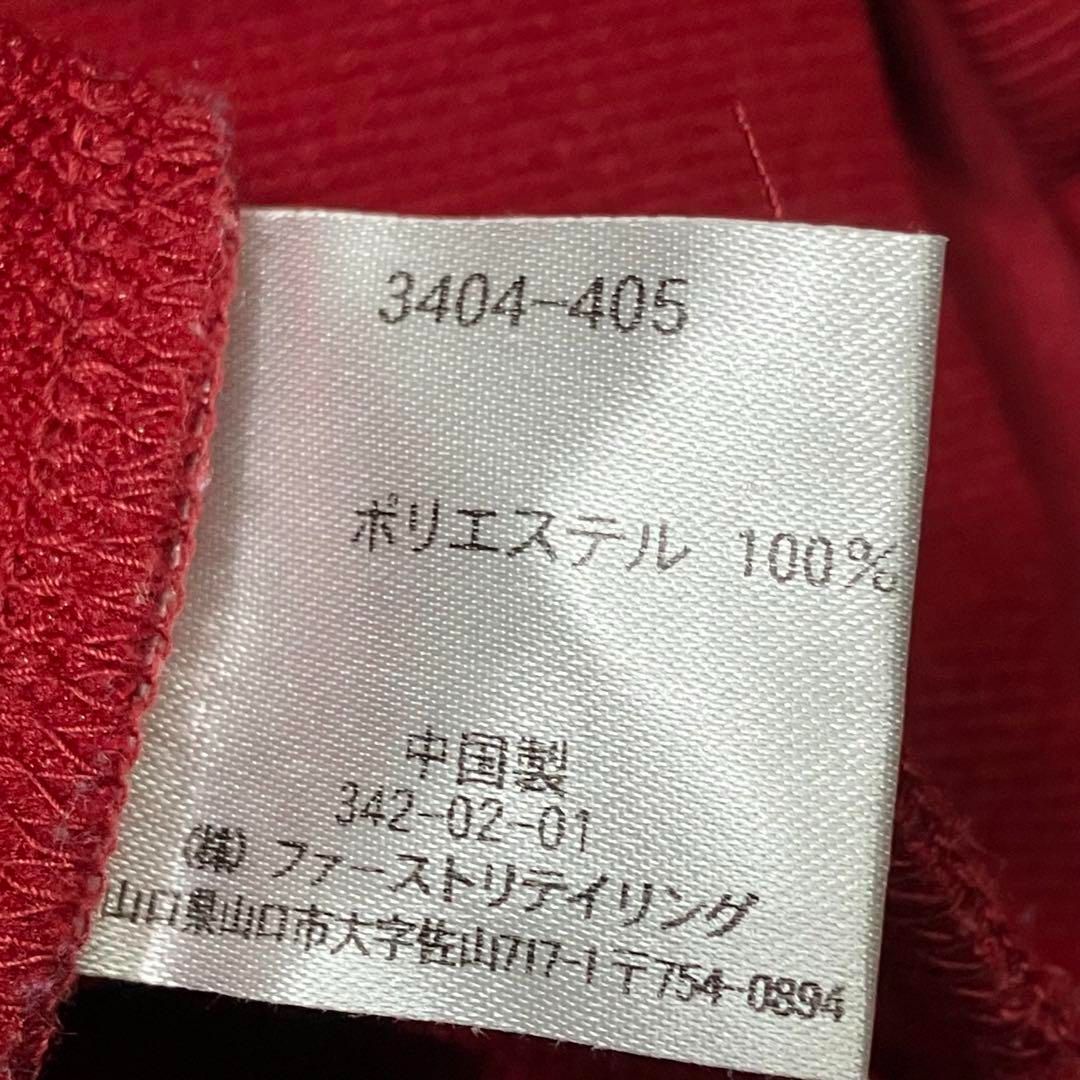 3404-405
ポリエステル 100%
中国製
342-02-01
(株) ファーストリテイリング
山口県山口市大字佐山717-1〒754-0894